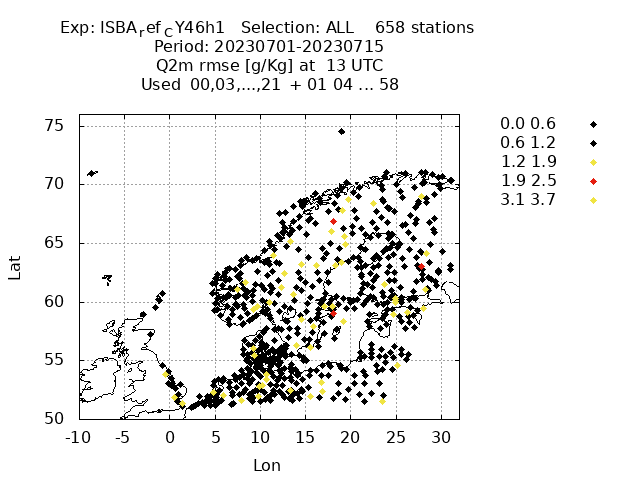 Exp: ISBArefCY46h1 Selection: ALL 658 stations
Period: 20230701-20230715
Q2m rmse [g/Kg] at 13 UTC
Used 00,03,...,21 + 01 04 ... 58
75
70
65
60
55
50
Lat
-10 -5 0 5 10 15 20 25 30
Lon
0.0 0.6
0.6 1.2
1.2 1.9
1.9 2.5
3.1 3.7